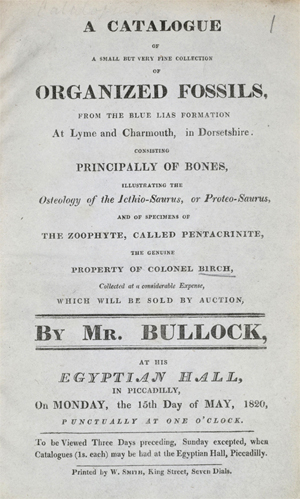 1
A CATALOGUE
OF
A SMALL BUT VERY FINE COLLECTION
OF
ORGANIZED FOSSILS,
FROM THE BLUE LIAS FORMATION
At Lyme and Charmouth, in Dorsetshire.
CONSISTING
PRINCIPALLY OF BONES,
ILLUSTRATING THE
Osteology of the Icthio-Saurus, or Proteo-Saurus,
AND OF SPECIMENS OF
THE ZOOPHYTE, CALLED PENTACRINITE,
THE GENUINE
PROPERTY OF COLONEL BIRCH,
Collected at a considerable Expense,
WHICH WILL BE SOLD BY AUCTION,
BY MR. BULLOCK,
AT HIS
EGYPTIAN HALL,
IN PICCADILLY,
On MONDAY, the 15th Day of MAY, 1820,
PUNCTUALLY AT ONE O'CLOCK.
To be Viewed Three Days preceding, Sunday excepted, when
Catalogues (1s. each) may be had at the Egyptian Hall, Piccadilly.
Printed by W. SMITH, King Street, Seven Dials.